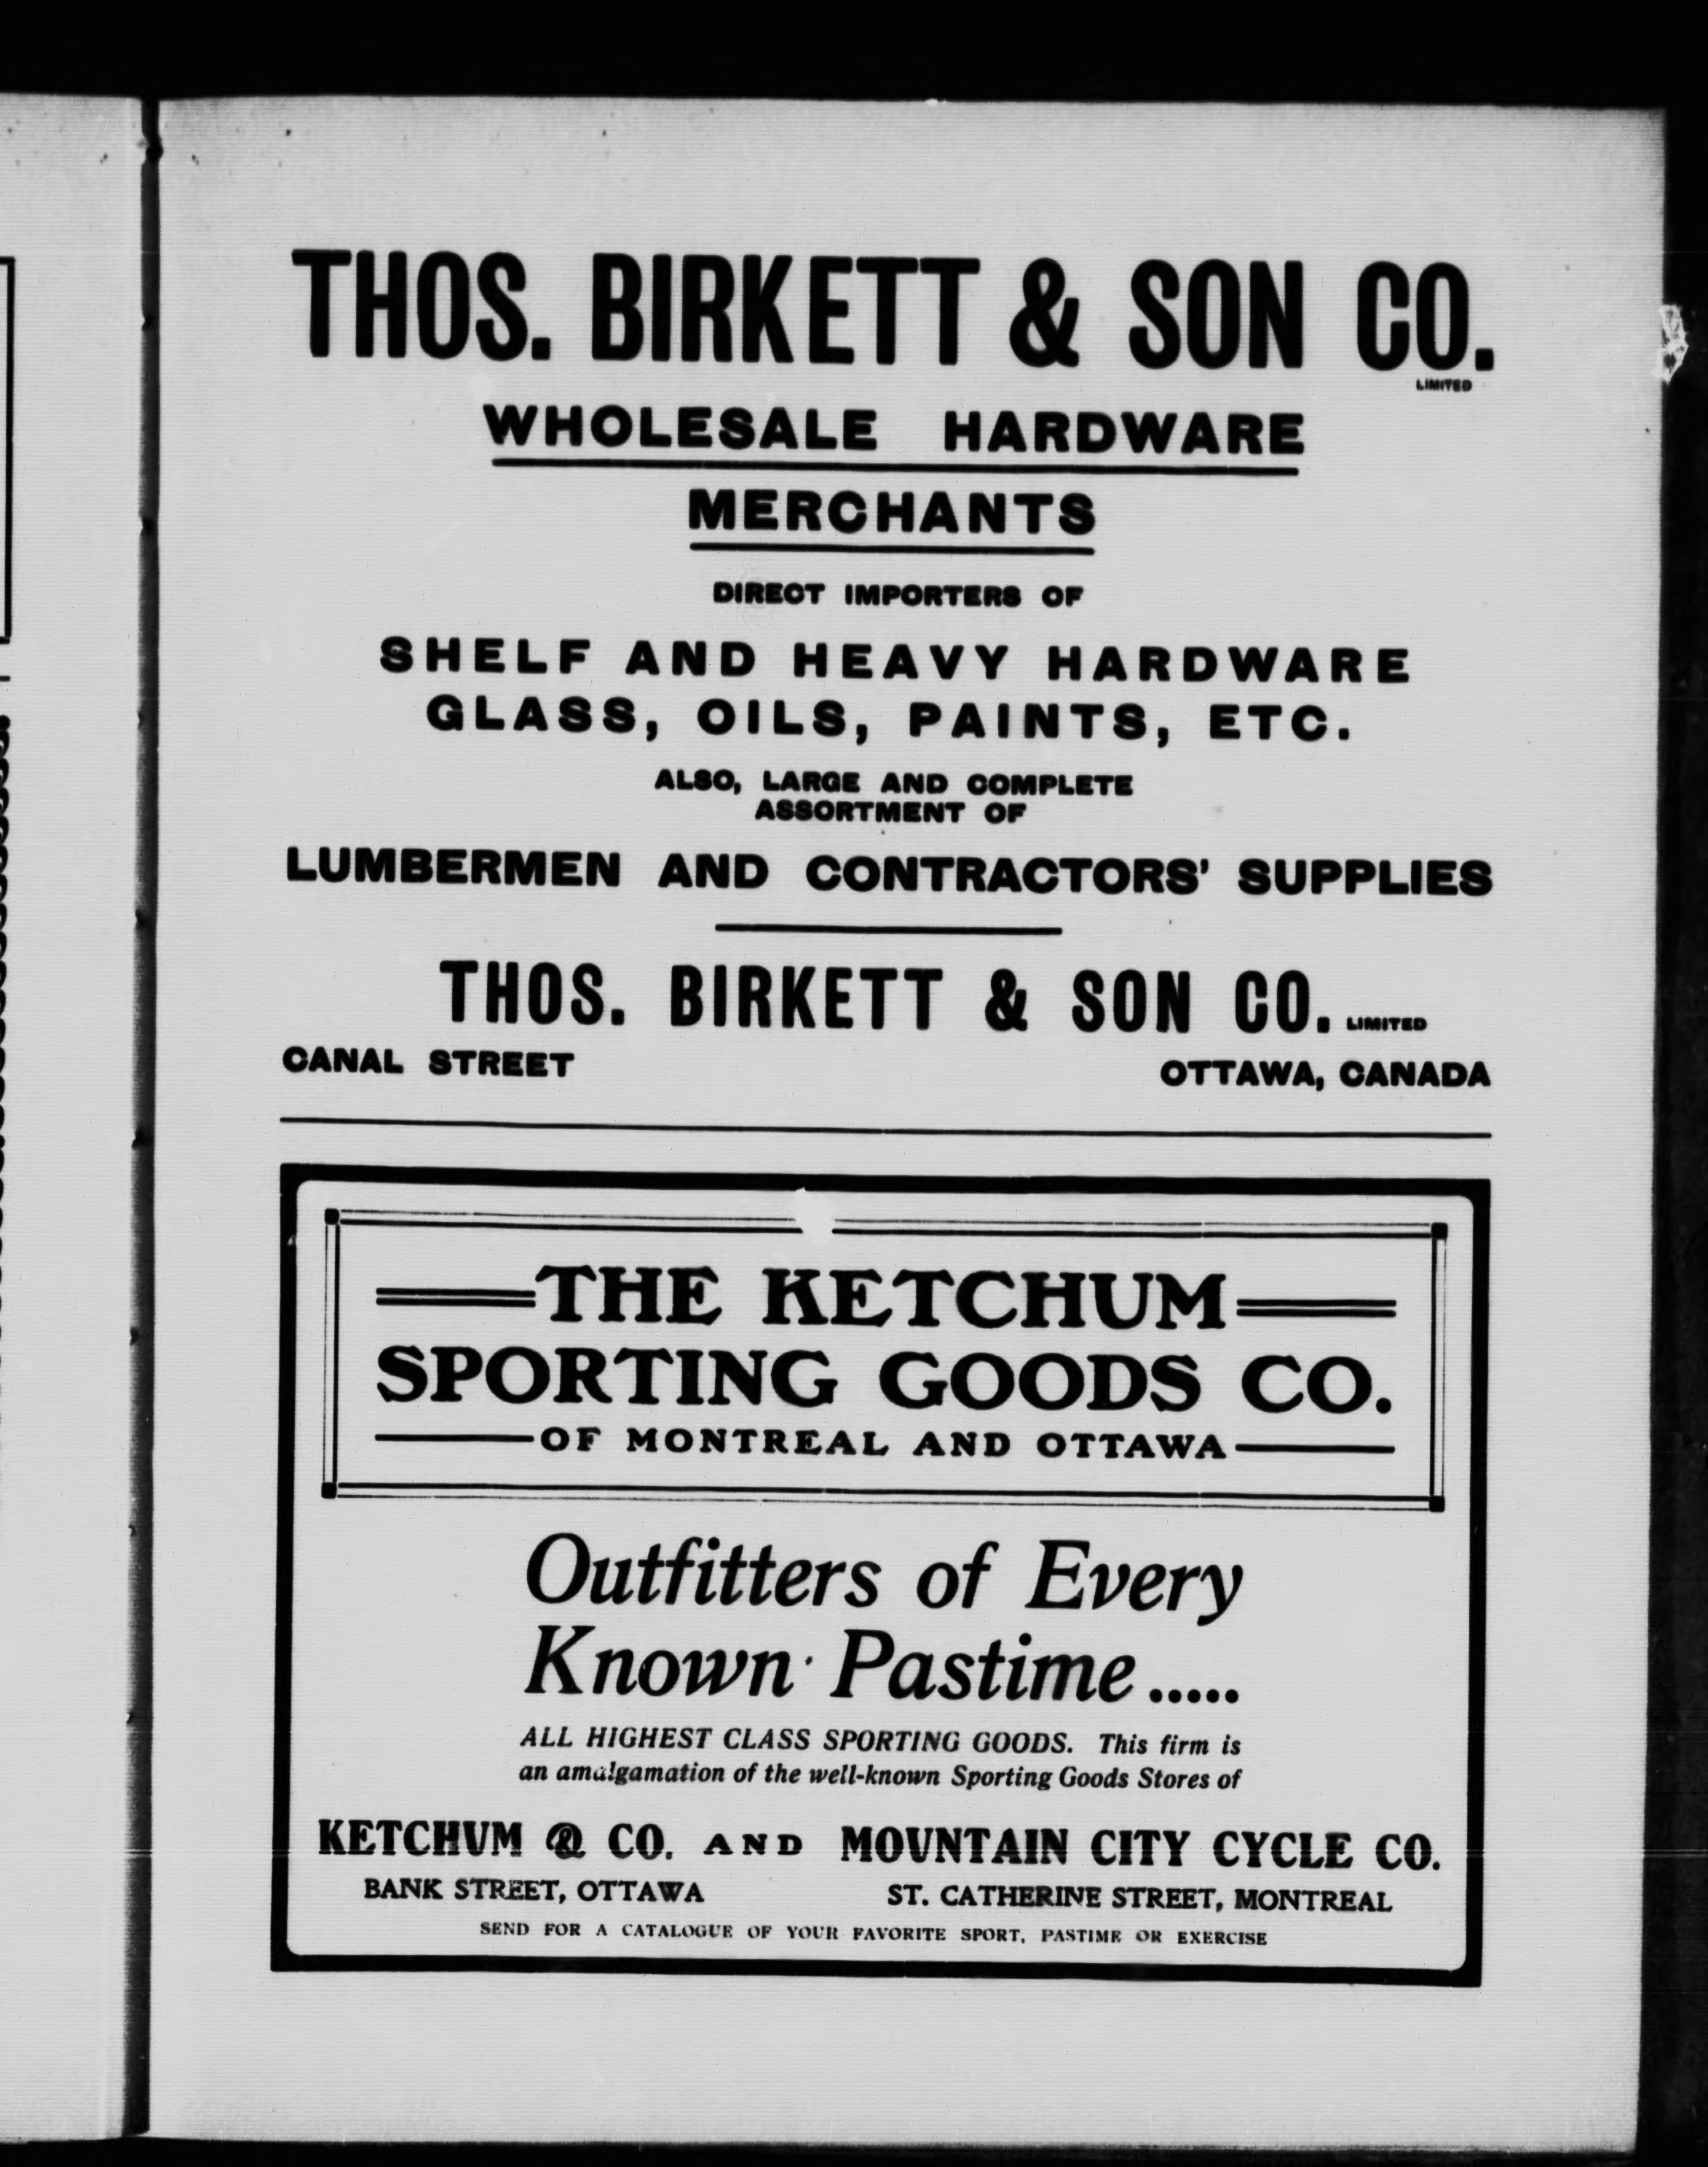 THOS. BIRKETT & SON CO.
LIMITED
WHOLESALE HARDWARE
MERCHANTS
DIRECT IMPORTERS OF
SHELF AND HEAVY HARDWARE
GLASS, OILS, PAINTS, ETC.
ALSO, LARGE AND COMPLETE
ASSORTMENT OF
LUMBERMEN AND CONTRACTORS' SUPPLIES
THOS. BIRKETT & SON CO. LIMITED
CANAL STREET OTTAWA, CANADA
THE KETCHUM
SPORTING GOODS CO.
OF MONTREAL AND OTTAWA
Outfitters of Every
Known Pastime.....
ALL HIGHEST CLASS SPORTING GOODS. This firm is
an amalgamation of the well-known Sporting Goods Stores of
KETCHUM & CO. AND MOUNTAIN CITY CYCLE CO.
BANK STREET, OTTAWA ST. CATHERINE STREET, MONTREAL
SEND FOR A CATALOGUE OF YOUR FAVORITE SPORT, PASTIME OR EXERCISE